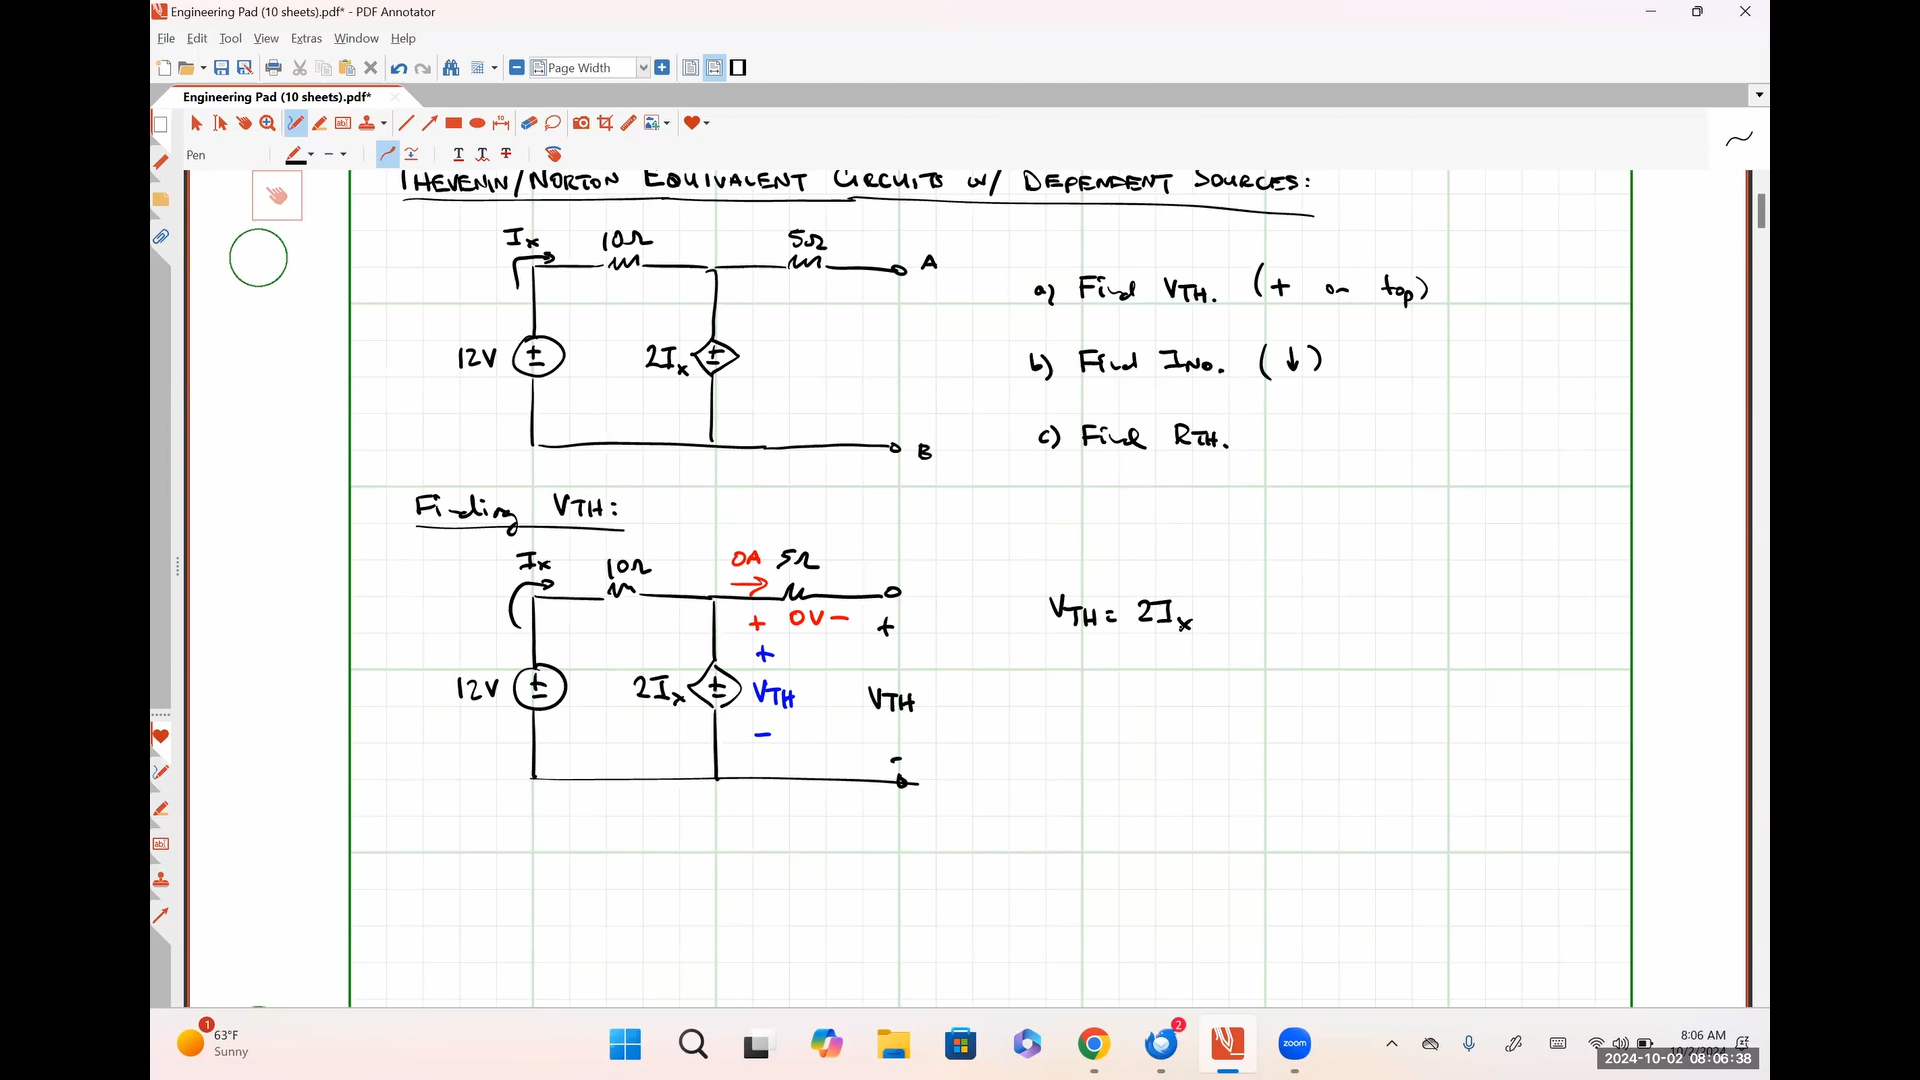 Engineering Pad (10 sheets).pdf* - PDF Annotator
File Edit Tool View Extras Window Help
Page Width
Engineering Pad (10 sheets).pdf*
Pen
THEVENIN/NORTON EQUIVALENT CIRCUITS W/ DEPENDENT SOURCES:
Ix 10Ω 5Ω A
a) Find VTH. (+ on top)
12V + - 2Ix + -
b) Find INO. (↓)
c) Find RTH.
B
Finding VTH:
Ix 10Ω 0A 5Ω
→
+ 0V - +
VTH = 2Ix
+
12V + - 2Ix + - VTH VTH
-
-
1
63°F
Sunny
2
zoom
8:06 AM
2024-10-02 08:06:38